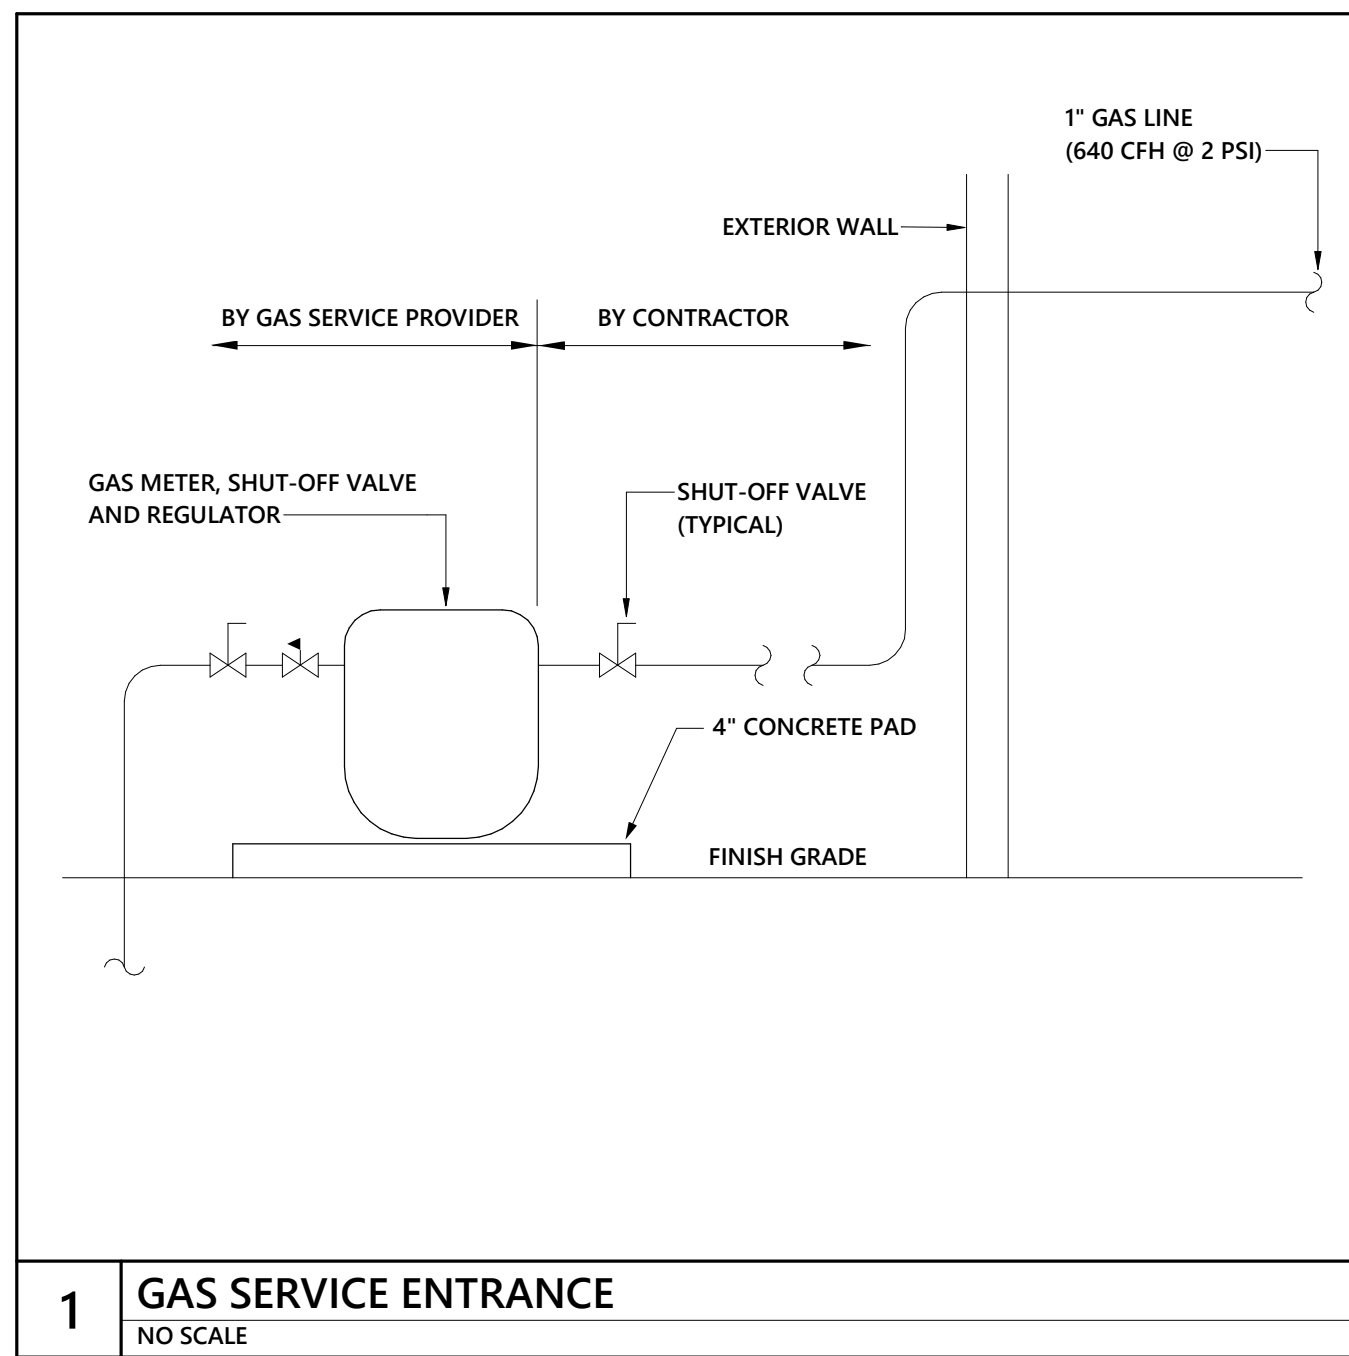 1" GAS LINE
(640 CFH @ 2 PSI)
EXTERIOR WALL
BY GAS SERVICE PROVIDER
BY CONTRACTOR
GAS METER, SHUT-OFF VALVE
AND REGULATOR
SHUT-OFF VALVE
(TYPICAL)
4" CONCRETE PAD
FINISH GRADE
1
GAS SERVICE ENTRANCE
NO SCALE